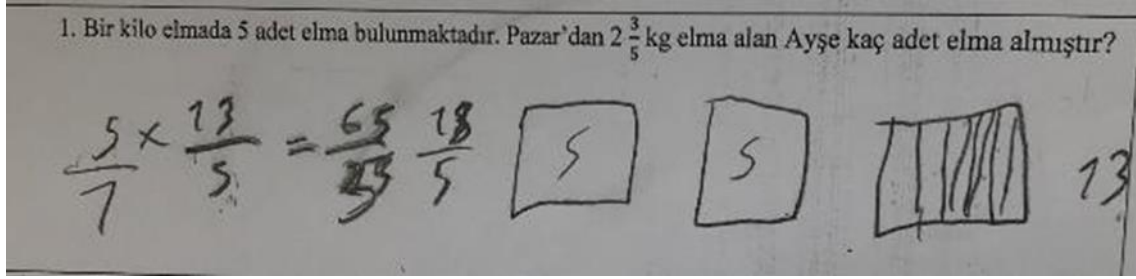 1. Bir kilo elmada 5 adet elma bulunmaktadır. Pazar'dan 2 3/5 kg elma alan Ayşe kaç adet elma almıştır?
5/1 × 13/5 = 65/5 13/5 5 5 13